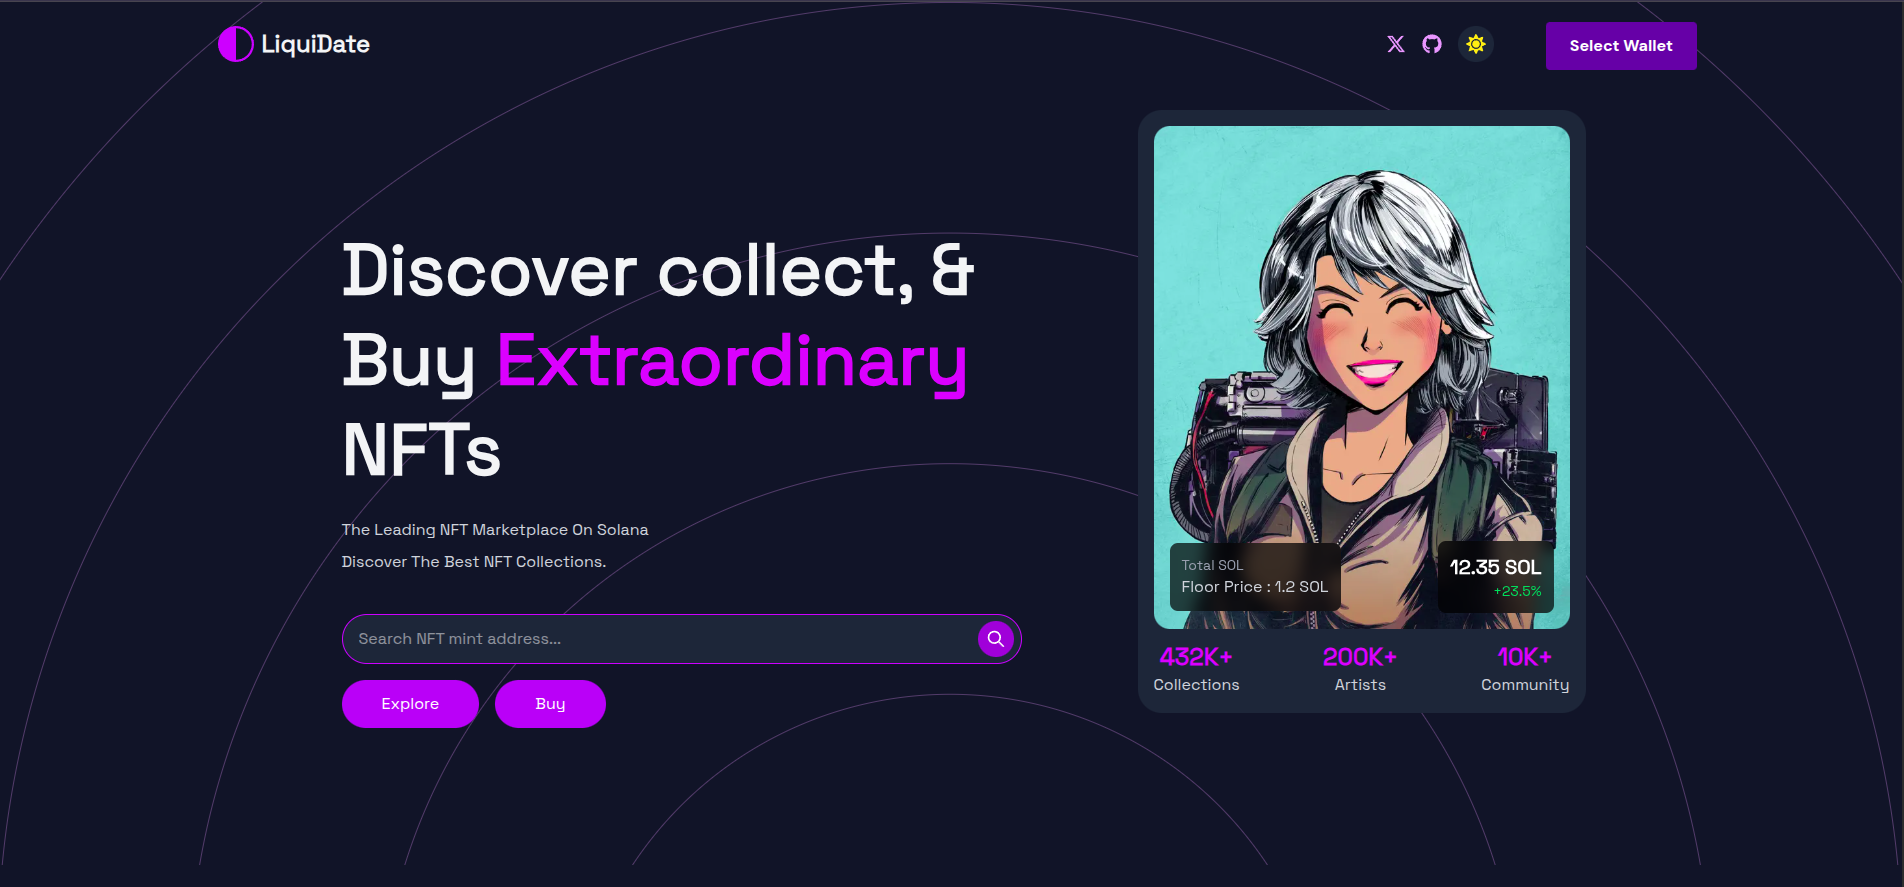 LiquiDate
Select Wallet
Discover collect, &
Buy Extraordinary
NFTs
The Leading NFT Marketplace On Solana
Discover The Best NFT Collections.
Search NFT mint address...
Explore
Buy
Total SOL
Floor Price : 1.2 SOL
12.35 SOL
+23.5%
432K+
Collections
200K+
Artists
10K+
Community